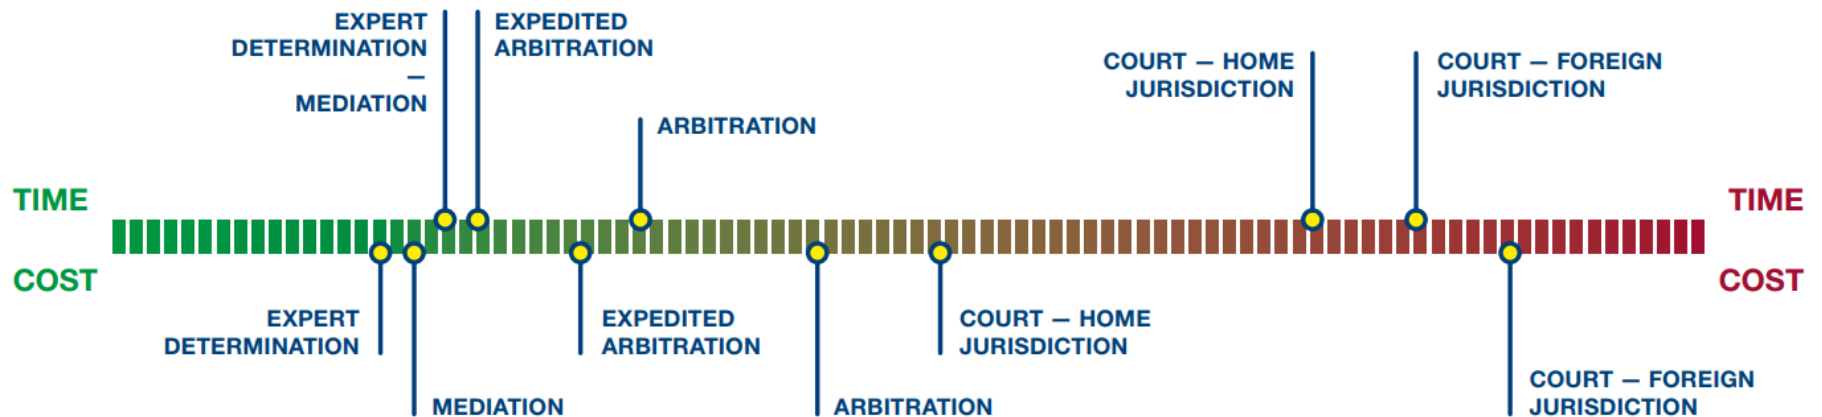 EXPERT
DETERMINATION
–
MEDIATION
EXPEDITED
ARBITRATION
ARBITRATION
COURT – HOME
JURISDICTION
COURT – FOREIGN
JURISDICTION
TIME
TIME
COST
COST
EXPERT
DETERMINATION
MEDIATION
EXPEDITED
ARBITRATION
ARBITRATION
COURT – HOME
JURISDICTION
COURT – FOREIGN
JURISDICTION